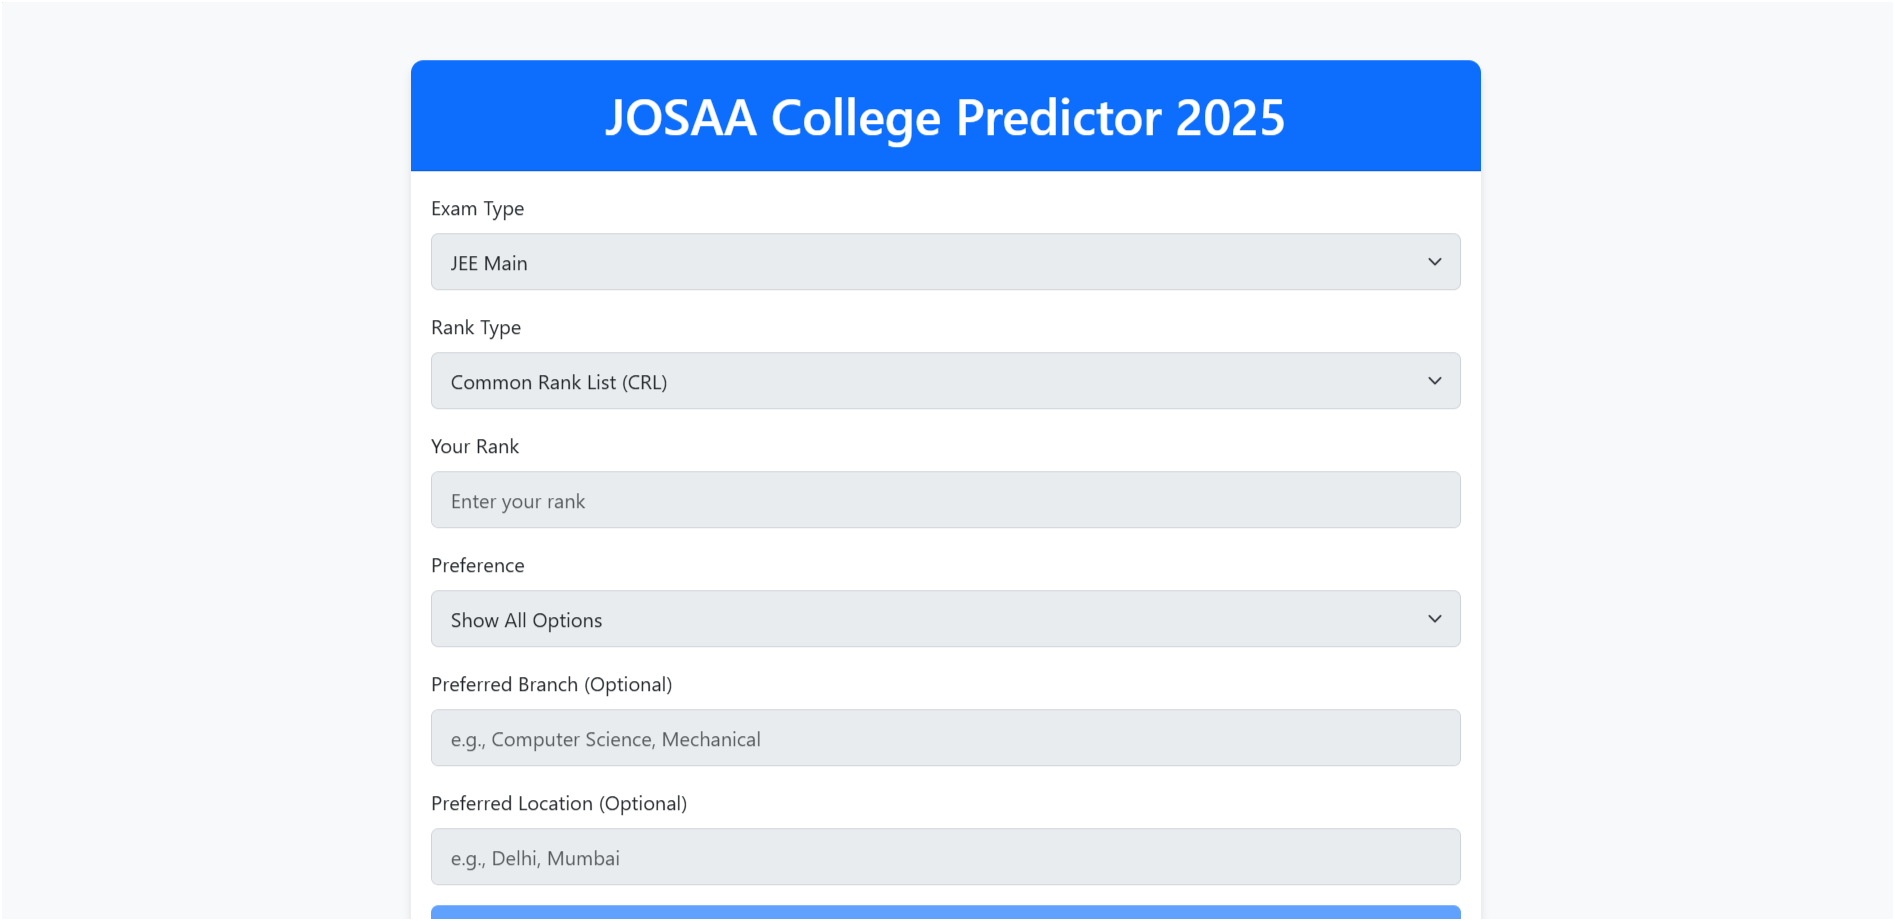 JOSAA College Predictor 2025
Exam Type
JEE Main
Rank Type
Common Rank List (CRL)
Your Rank
Enter your rank
Preference
Show All Options
Preferred Branch (Optional)
e.g., Computer Science, Mechanical
Preferred Location (Optional)
e.g., Delhi, Mumbai